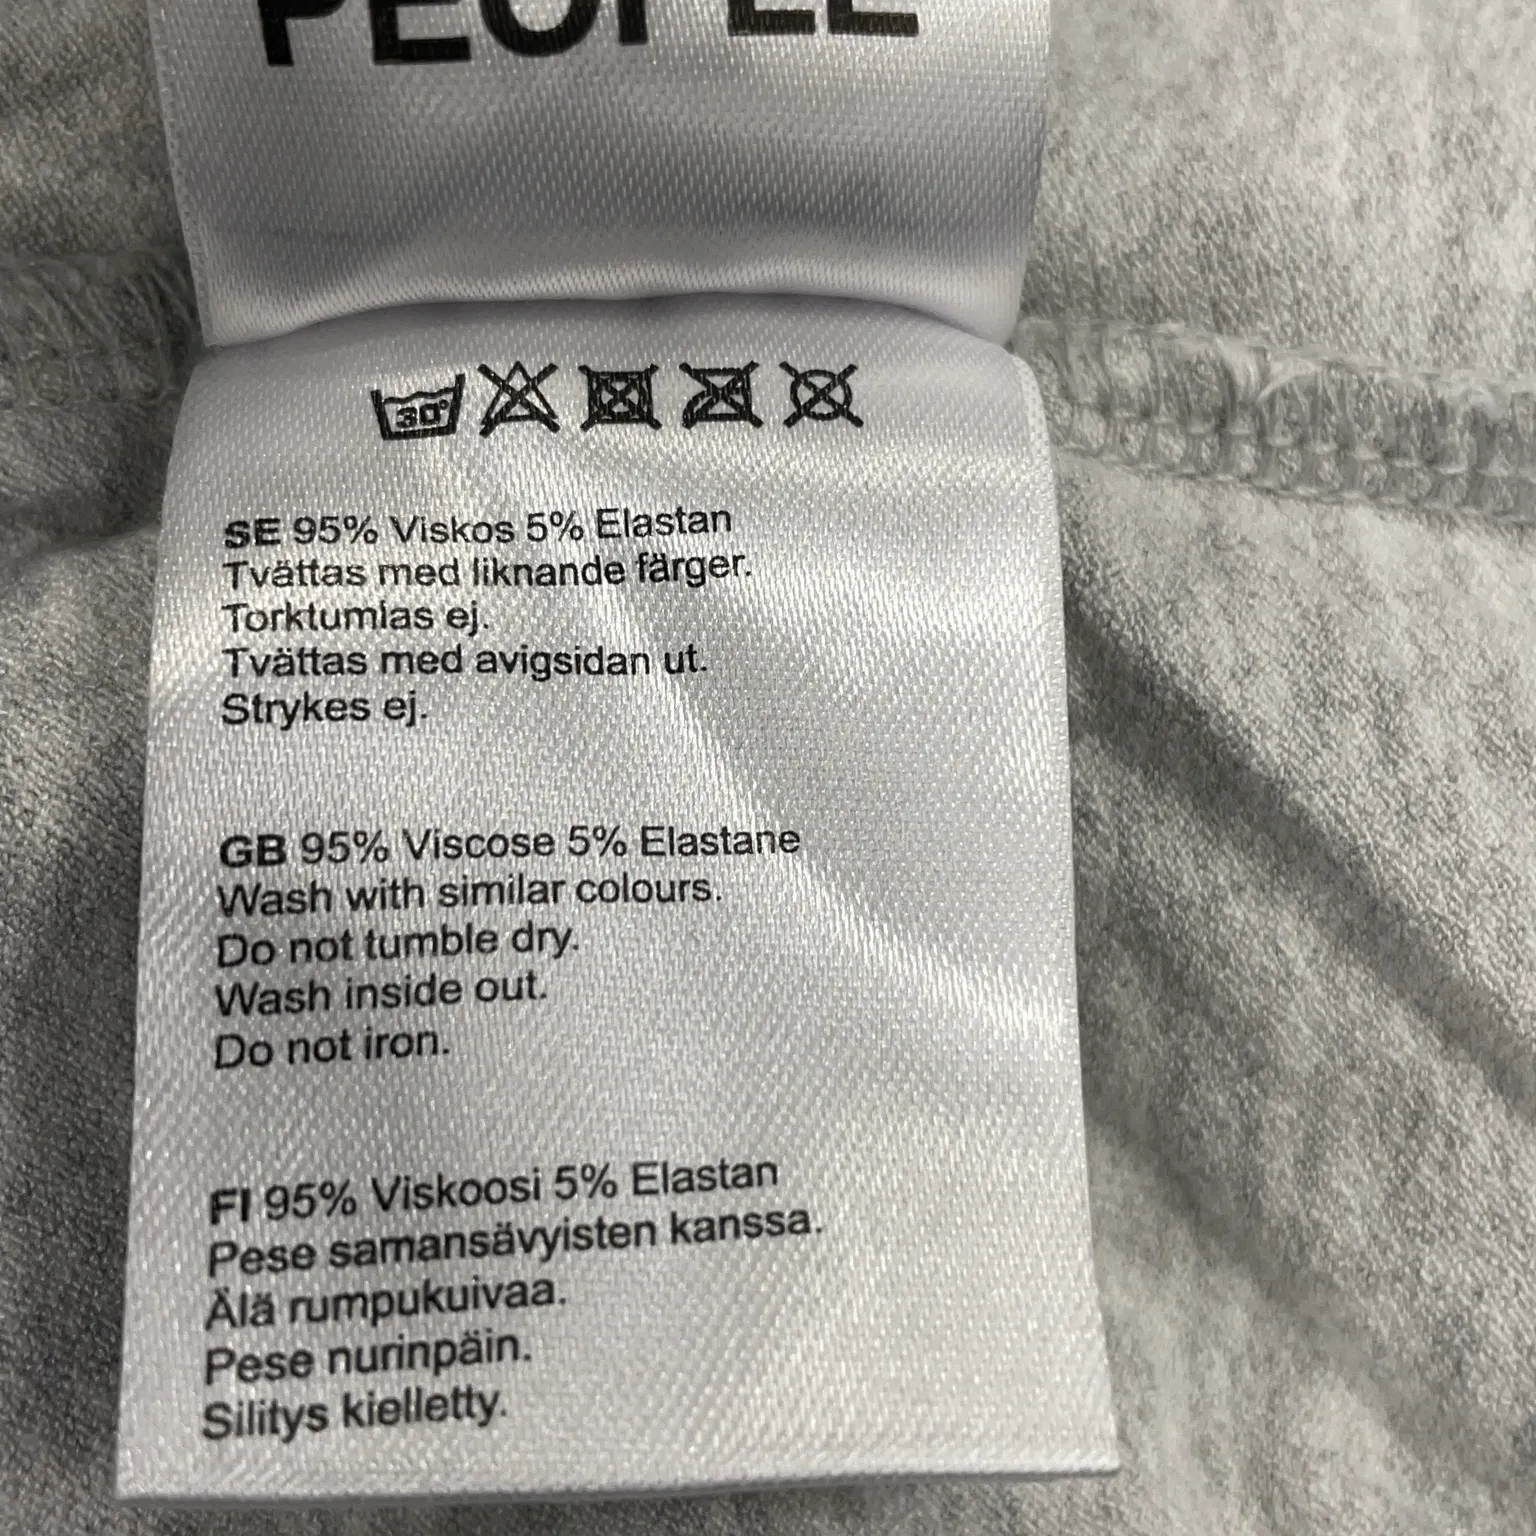 PEOPLE
30°
SE 95% Viskos 5% Elastan
Tvättas med liknande färger.
Torktumlas ej.
Tvättas med avigsidan ut.
Strykes ej.
GB 95% Viscose 5% Elastane
Wash with similar colours.
Do not tumble dry.
Wash inside out.
Do not iron.
FI 95% Viskoosi 5% Elastan
Pese samansävyisten kanssa.
Älä rumpukuivaa.
Pese nurinpäin.
Silitys kielletty.